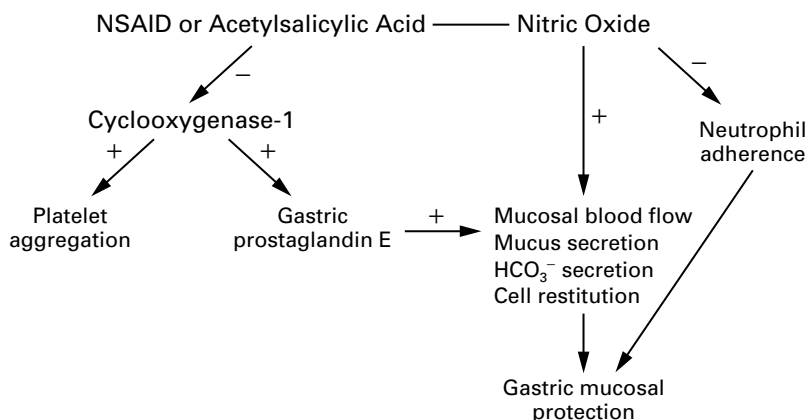 NSAID or Acetylsalicylic Acid
Nitric Oxide
−
−
Cyclooxygenase-1
+
+
+
Neutrophil
adherence
Platelet
aggregation
Gastric
prostaglandin E
+
Mucosal blood flow
Mucus secretion
HCO₃⁻ secretion
Cell restitution
Gastric mucosal
protection